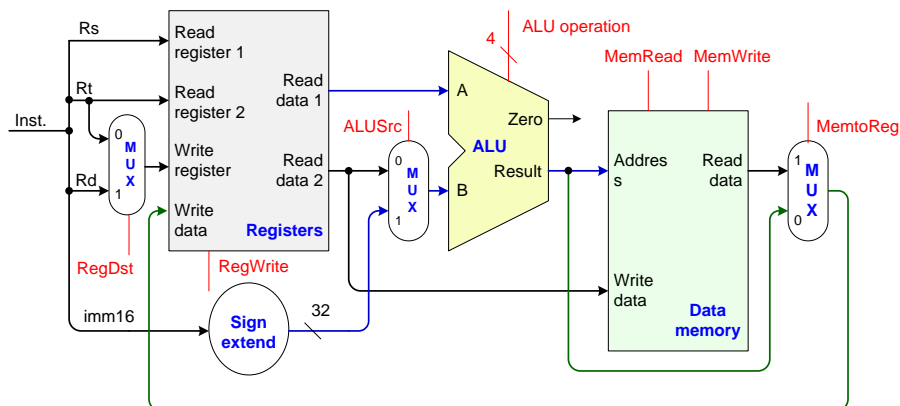 Inst.
Rs
Rt
Rd
imm16
0
M
U
X
1
RegDst
Read
register 1
Read
register 2
Write
register
Write
data
Read
data 1
Read
data 2
Registers
RegWrite
Sign
extend
32
ALUSrc
0
M
U
X
1
4
ALU operation
A
B
ALU
Zero
Result
MemRead
MemWrite
Addres
s
Read
data
Write
data
Data
memory
MemtoReg
1
M
U
X
0